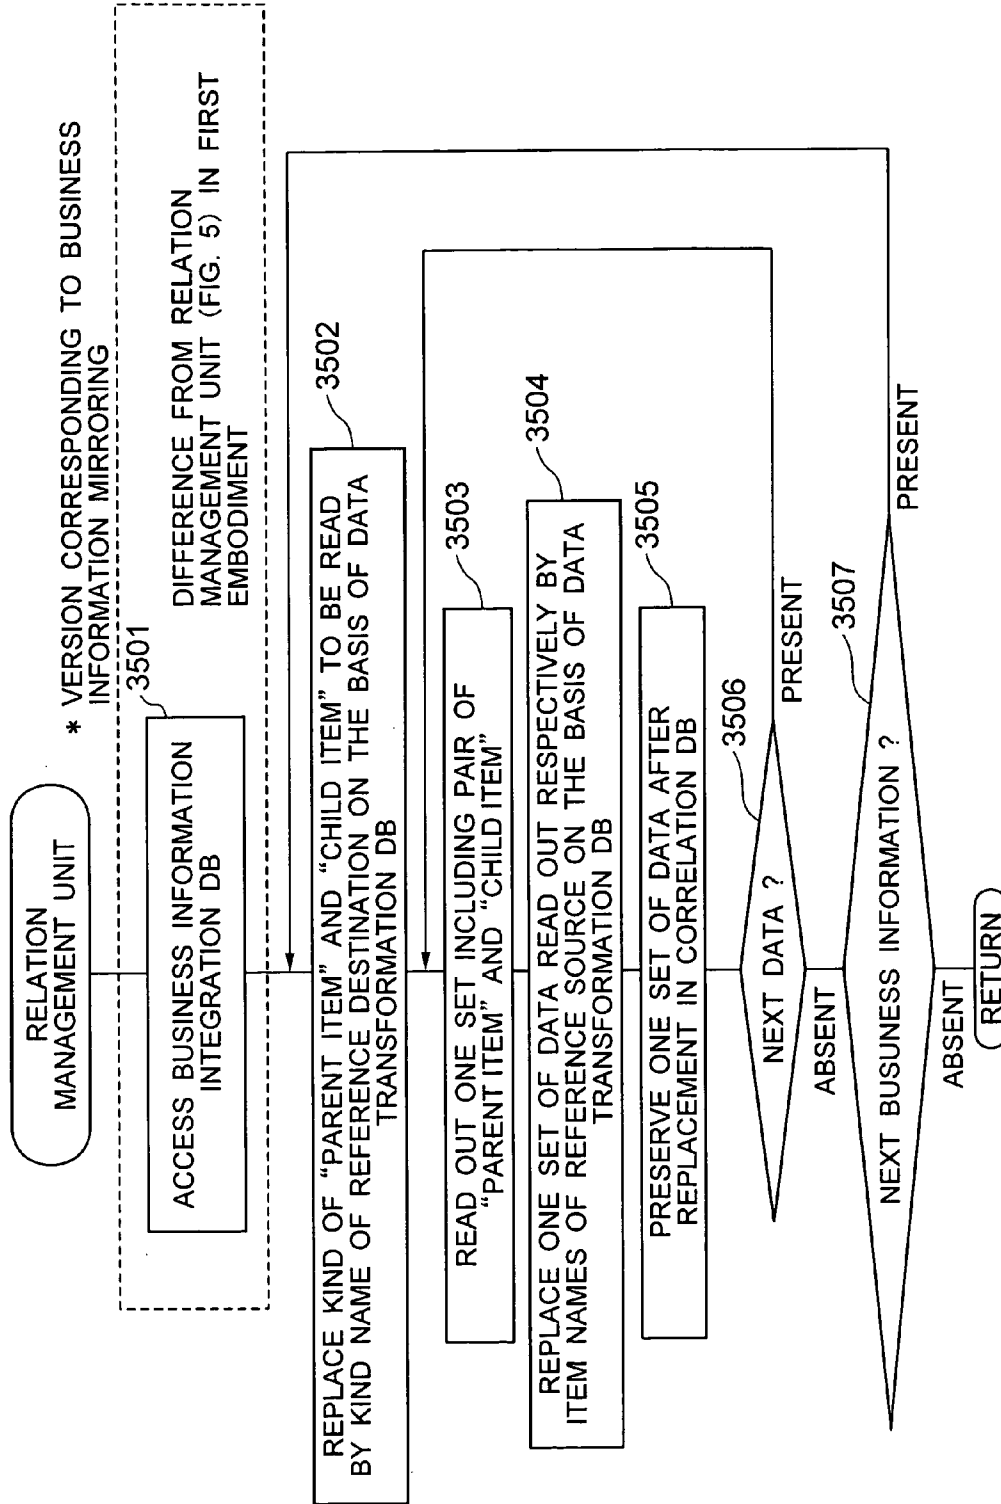 RELATION
MANAGEMENT UNIT
* VERSION CORRESPONDING TO BUSINESS
INFORMATION MIRRORING
3501
ACCESS BUSINESS INFORMATION
INTEGRATION DB
DIFFERENCE FROM RELATION
MANAGEMENT UNIT (FIG. 5) IN FIRST
EMBODIMENT
3502
REPLACE KIND OF “PARENT ITEM” AND “CHILD ITEM” TO BE READ
BY KIND NAME OF REFERENCE DESTINATION ON THE BASIS OF DATA
TRANSFORMATION DB
3503
READ OUT ONE SET INCLUDING PAIR OF
“PARENT ITEM” AND “CHILD ITEM”
3504
REPLACE ONE SET OF DATA READ OUT RESPECTIVELY BY
ITEM NAMES OF REFERENCE SOURCE ON THE BASIS OF DATA
TRANSFORMATION DB
3505
PRESERVE ONE SET OF DATA AFTER
REPLACEMENT IN CORRELATION DB
3506
NEXT DATA ?
PRESENT
ABSENT
3507
NEXT BUSUNESS INFORMATION ?
PRESENT
ABSENT
RETURN